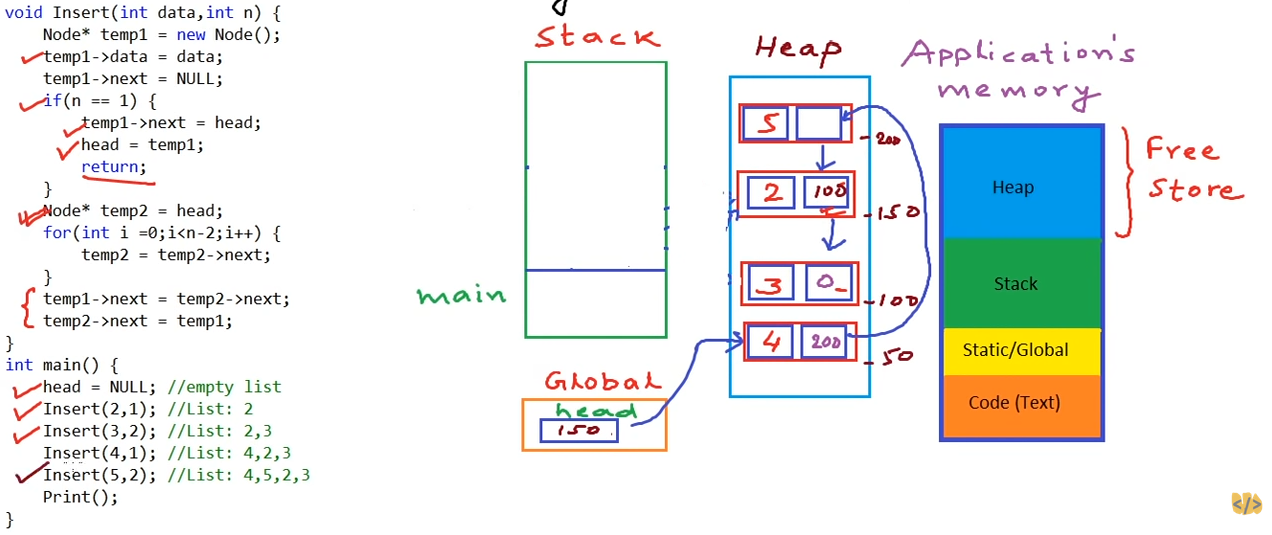 void Insert(int data,int n) {
Node* temp1 = new Node();
temp1->data = data;
temp1->next = NULL;
if(n == 1) {
temp1->next = head;
head = temp1;
return;
}
Node* temp2 = head;
for(int i =0;i<n-2;i++) {
temp2 = temp2->next;
}
temp1->next = temp2->next;
temp2->next = temp1;
}
int main() {
head = NULL; //empty list
Insert(2,1); //List: 2
Insert(3,2); //List: 2,3
Insert(4,1); //List: 4,2,3
Insert(5,2); //List: 4,5,2,3
Print();
}
Stack
main
Global
head
150
Heap
5
-200
2 100
-150
3 0
-100
4 200
-50
Application's
memory
Heap
Stack
Static/Global
Code (Text)
Free
Store
</>